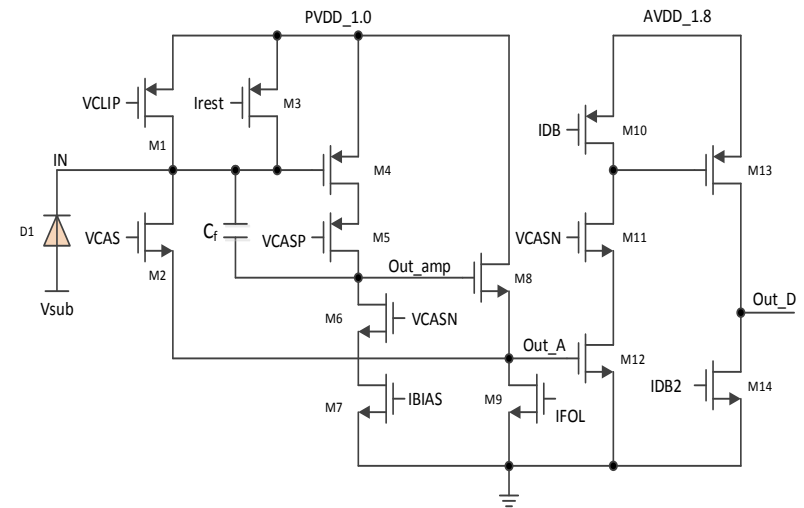 PVDD_1.0
AVDD_1.8
VCLIP
Irest
M3
M1
IDB
M10
IN
M4
M13
D1
VCAS
Cf
VCASP
M5
VCASN
M11
M2
Out_amp
M8
Vsub
M6
VCASN
Out_D
Out_A
M12
M7
IBIAS
M9
IFOL
IDB2
M14